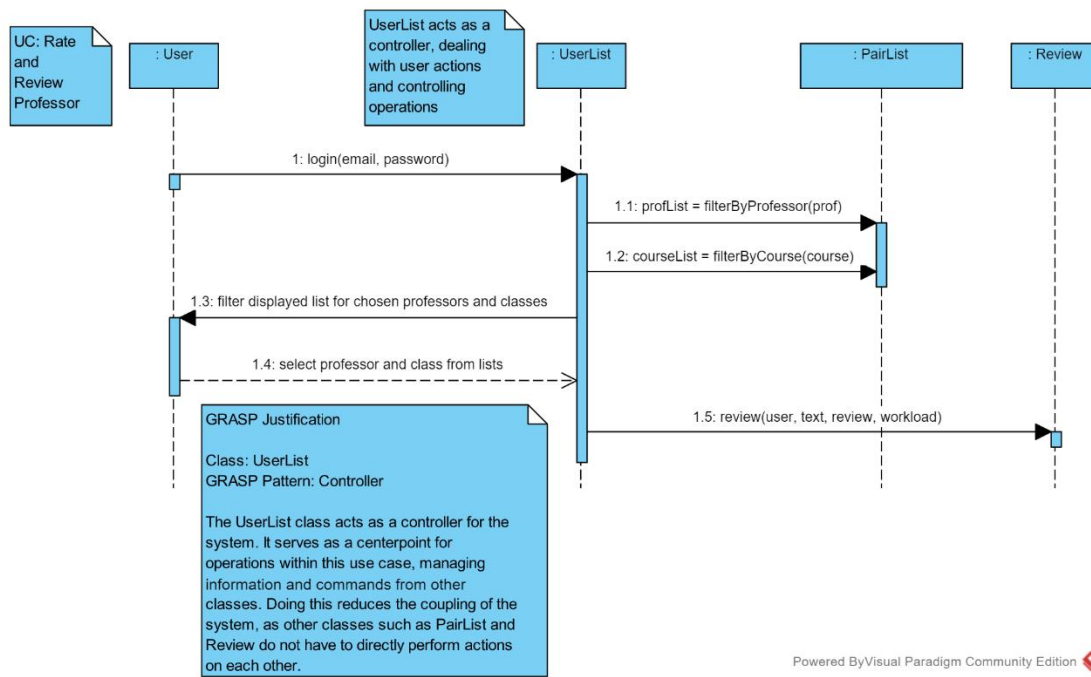 UC: Rate
and
Review
Professor
: User
UserList acts as a
controller, dealing
with user actions
and controlling
operations
: UserList
: PairList
: Review
1: login(email, password)
1.1: profList = filterByProfessor(prof)
1.2: courseList = filterByCourse(course)
1.3: filter displayed list for chosen professors and classes
1.4: select professor and class from lists
1.5: review(user, text, review, workload)
GRASP Justification
Class: UserList
GRASP Pattern: Controller
The UserList class acts as a controller for the
system. It serves as a centerpoint for
operations within this use case, managing
information and commands from other
classes. Doing this reduces the coupling of the
system, as other classes such as PairList and
Review do not have to directly perform actions
on each other.
Powered ByVisual Paradigm Community Edition